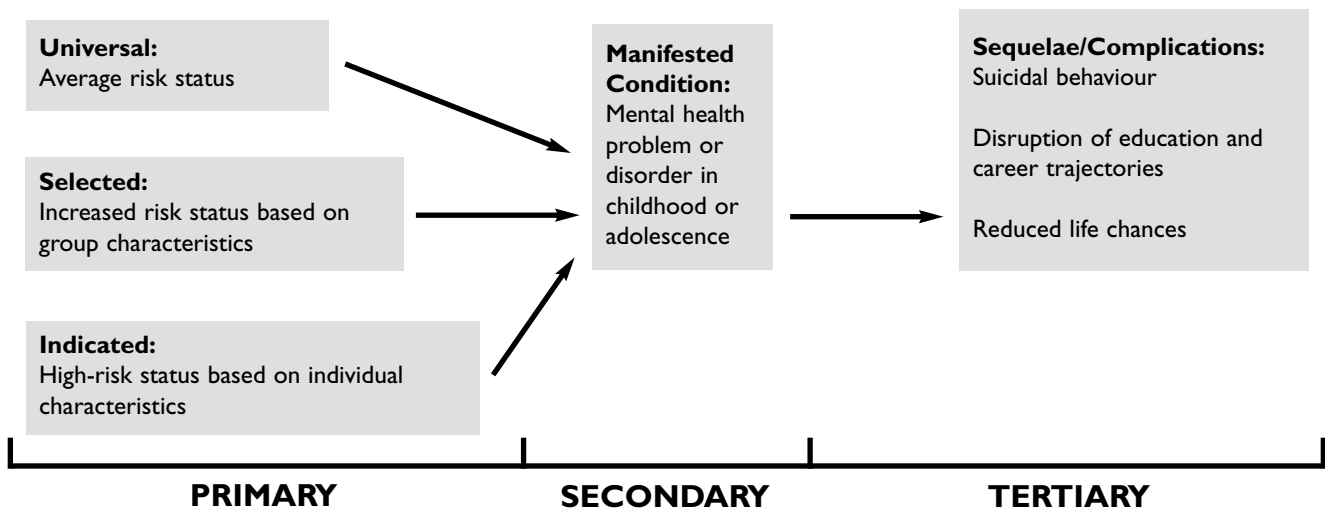 Universal:
Average risk status
Selected:
Increased risk status based on
group characteristics
Indicated:
High-risk status based on individual
characteristics
Manifested
Condition:
Mental health
problem or
disorder in
childhood or
adolescence
Sequelae/Complications:
Suicidal behaviour
Disruption of education and
career trajectories
Reduced life chances
PRIMARY
SECONDARY
TERTIARY